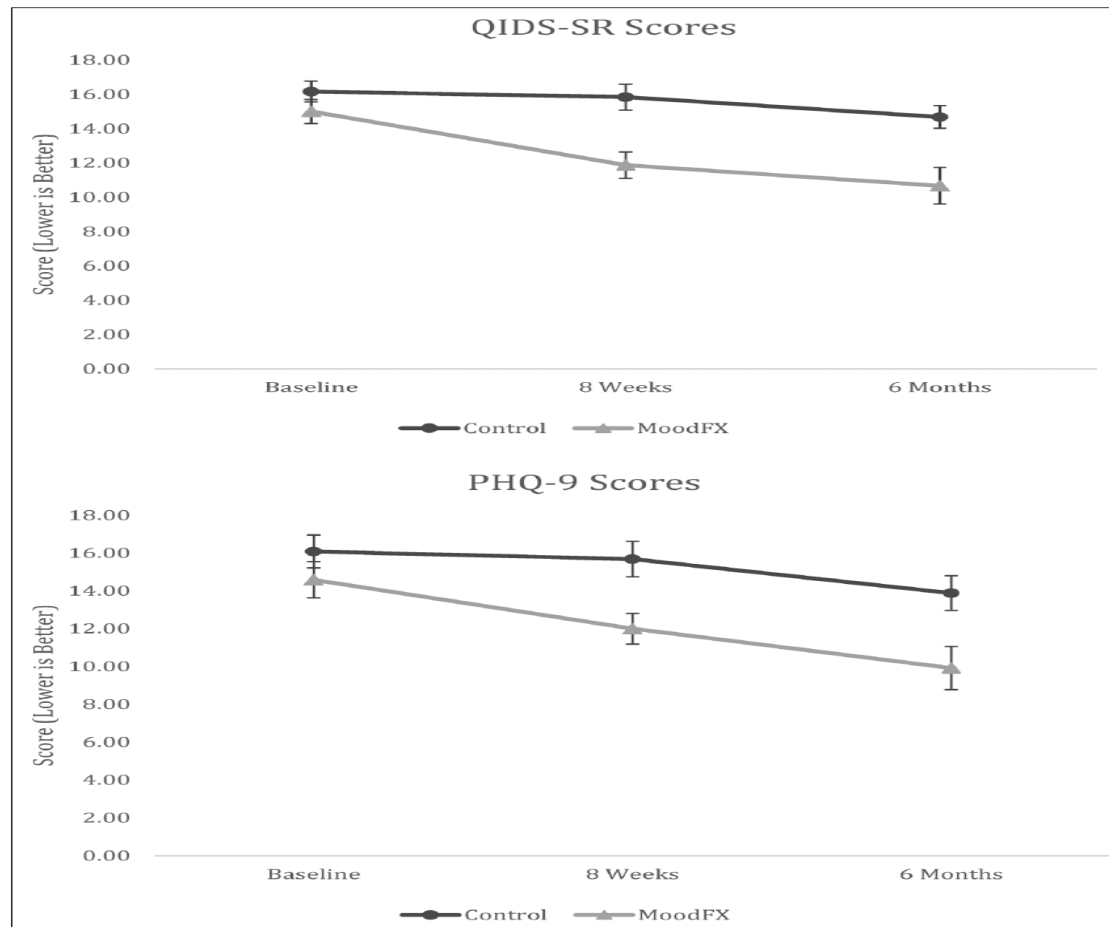 QIDS-SR Scores
18.00
16.00
14.00
12.00
10.00
8.00
6.00
4.00
2.00
0.00
Score (Lower is Better)
Baseline 8 Weeks 6 Months
Control MoodFX
PHQ-9 Scores
18.00
16.00
14.00
12.00
10.00
8.00
6.00
4.00
2.00
0.00
Score (Lower is Better)
Baseline 8 Weeks 6 Months
Control MoodFX